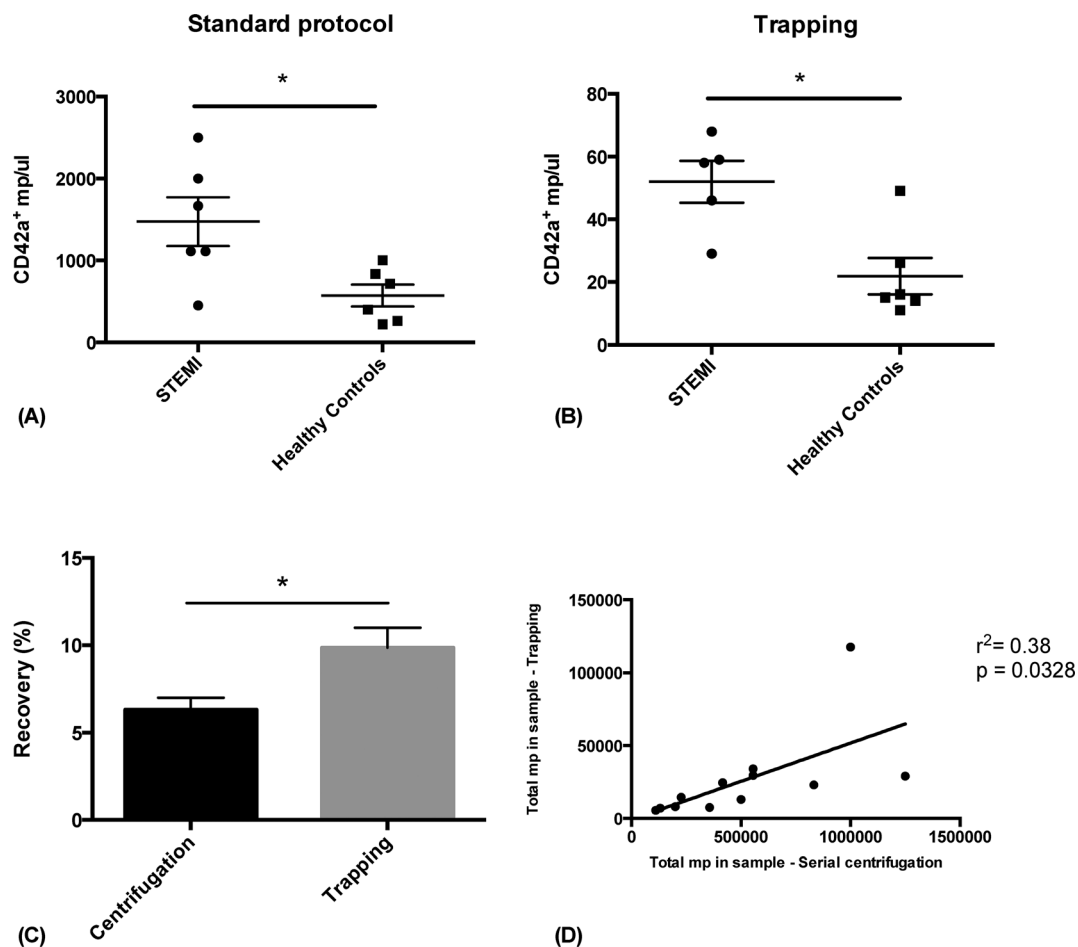 Standard protocol
*
3000
2000
1000
0
CD42a⁺ mp/ul
STEMI
Healthy Controls
(A)
Trapping
*
80
60
40
20
0
CD42a⁺ mp/ul
STEMI
Healthy Controls
(B)
*
15
10
5
0
Recovery (%)
Centrifugation
Trapping
(C)
150000
100000
50000
0
Total mp in sample - Trapping
r²= 0.38
p = 0.0328
0
500000
1000000
1500000
Total mp in sample - Serial centrifugation
(D)